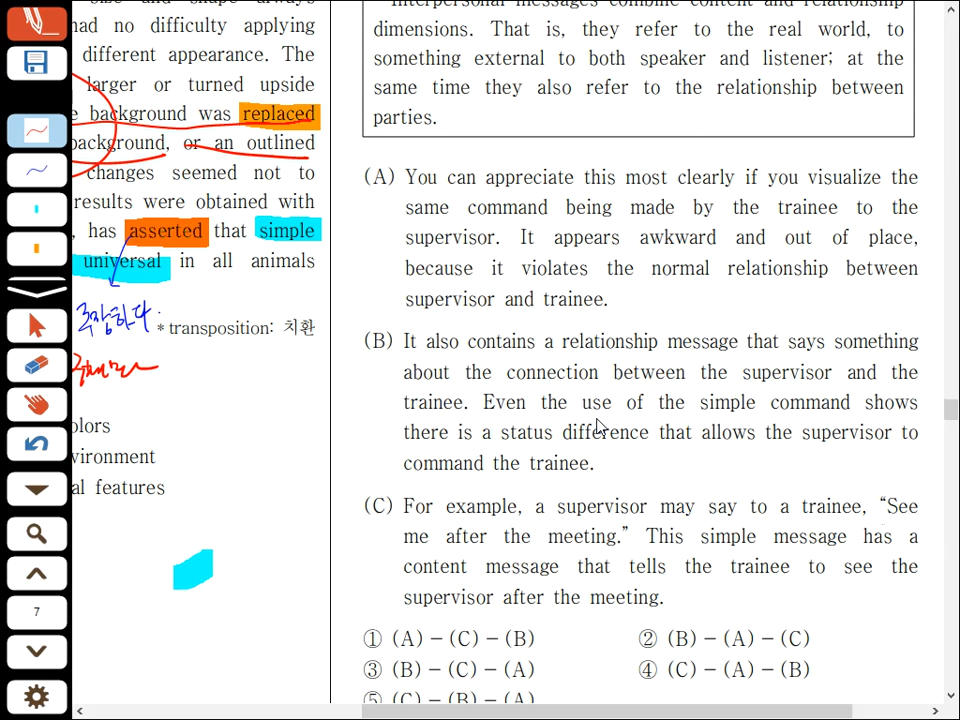 size and shape always
had no difficulty applying
different appearance. The
larger or turned upside
background was replaced
background, or an outlined
changes seemed not to
results were obtained with
, has asserted that simple
universal in all animals
주장하다
* transposition: 치환
olors
vironment
al features
7
Interpersonal messages combine content and relationship
dimensions. That is, they refer to the real world, to
something external to both speaker and listener; at the
same time they also refer to the relationship between
parties.
(A) You can appreciate this most clearly if you visualize the
same command being made by the trainee to the
supervisor. It appears awkward and out of place,
because it violates the normal relationship between
supervisor and trainee.
(B) It also contains a relationship message that says something
about the connection between the supervisor and the
trainee. Even the use of the simple command shows
there is a status difference that allows the supervisor to
command the trainee.
(C) For example, a supervisor may say to a trainee, “See
me after the meeting.” This simple message has a
content message that tells the trainee to see the
supervisor after the meeting.
① (A)－(C)－(B) ② (B)－(A)－(C)
③ (B)－(C)－(A) ④ (C)－(A)－(B)
⑤ (C)－(B)－(A)